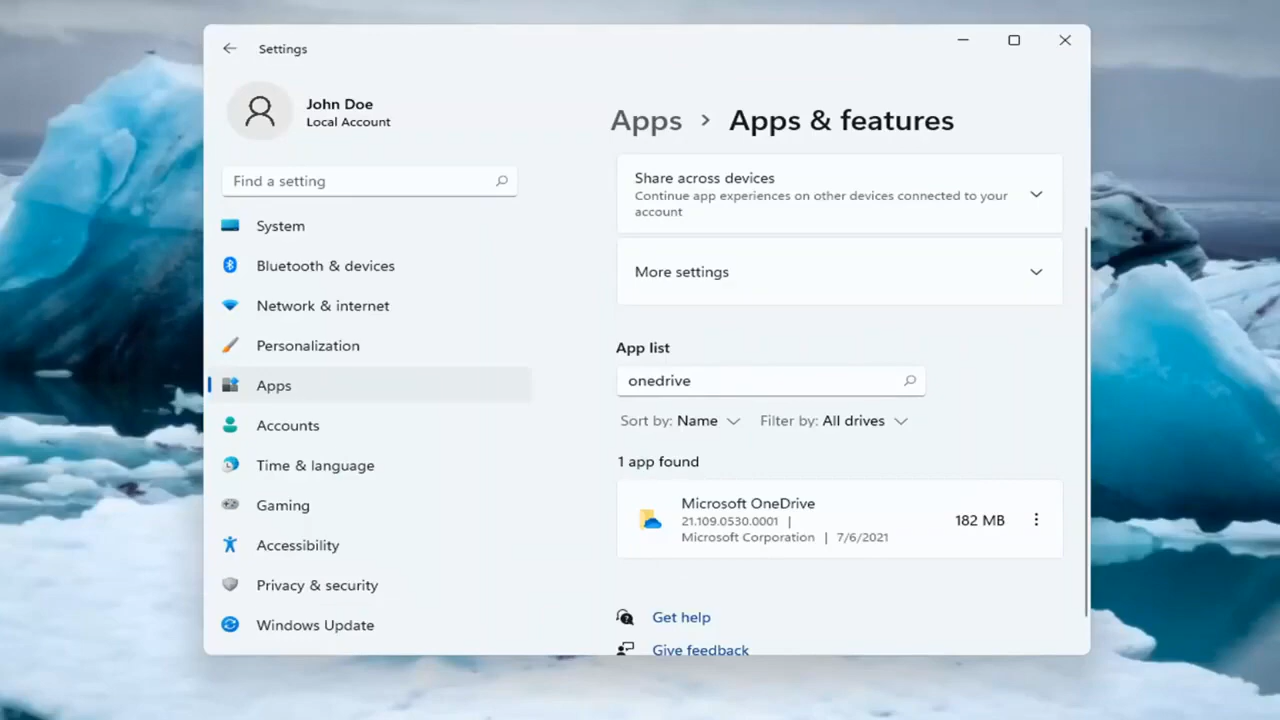 Settings
John Doe
Local Account
Find a setting
System
Bluetooth & devices
Network & internet
Personalization
Apps
Accounts
Time & language
Gaming
Accessibility
Privacy & security
Windows Update
Apps > Apps & features
Share across devices
Continue app experiences on other devices connected to your
account
More settings
App list
onedrive
Sort by: Name Filter by: All drives
1 app found
Microsoft OneDrive
21.109.0530.0001 |
Microsoft Corporation | 7/6/2021
182 MB
Get help
Give feedback